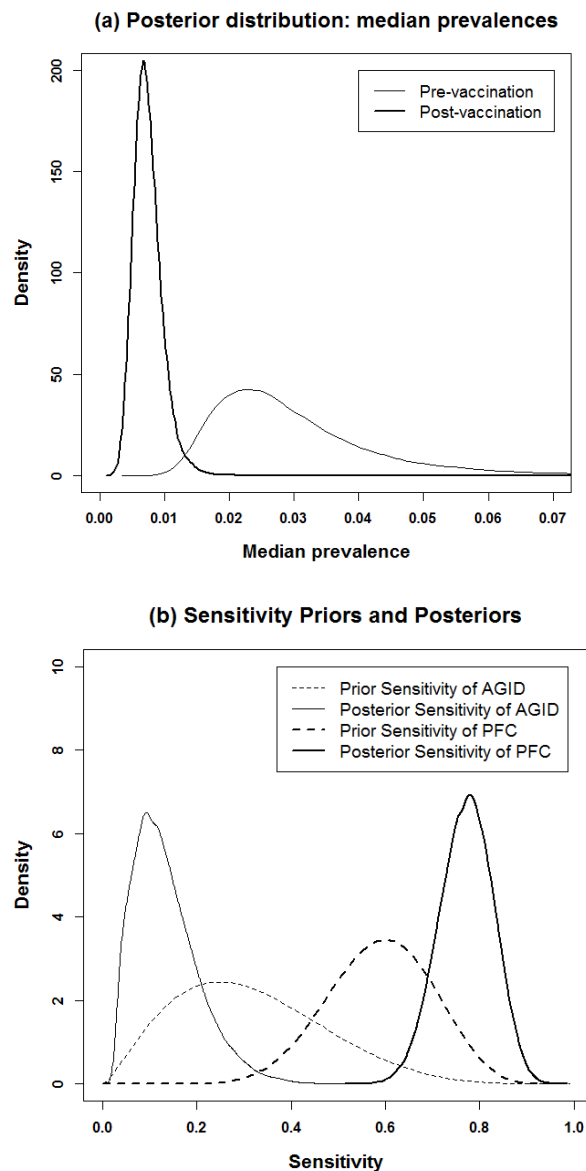 (a) Posterior distribution: median prevalences
200
150
100
50
0
Density
Pre-vaccination
Post-vaccination
0.00 0.01 0.02 0.03 0.04 0.05 0.06 0.07
Median prevalence
(b) Sensitivity Priors and Posteriors
10
8
6
4
2
0
Density
Prior Sensitivity of AGID
Posterior Sensitivity of AGID
Prior Sensitivity of PFC
Posterior Sensitivity of PFC
0.0 0.2 0.4 0.6 0.8 1.0
Sensitivity